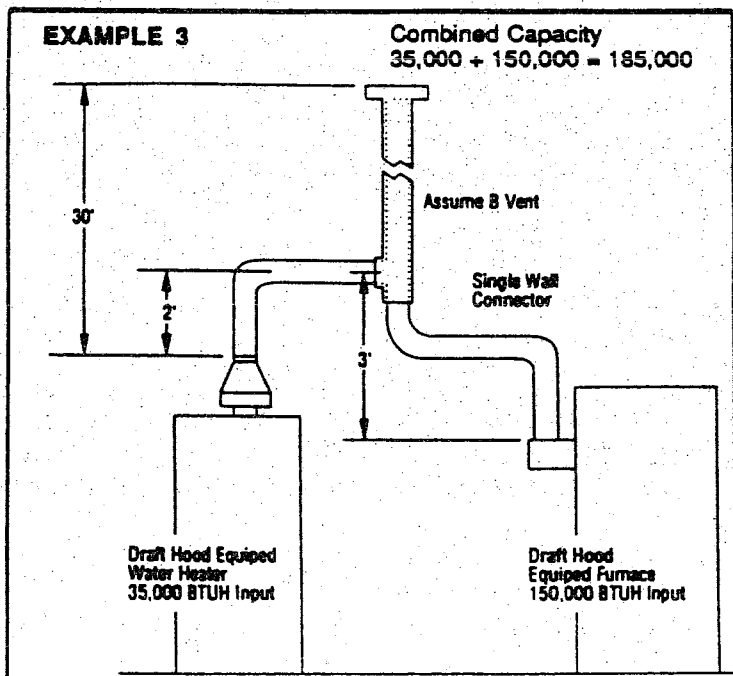 EXAMPLE 3
Combined Capacity
35,000 + 150,000 = 185,000
30'
Assume B Vent
2'
Single Wall
Connector
3'
Draft Hood Equiped
Water Heater
35,000 BTUH Input
Draft Hood
Equiped Furnace
150,000 BTUH Input